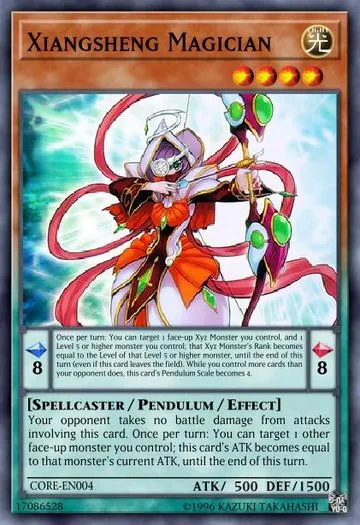 Xiangsheng Magician
LIGHT
光
Once per turn: You can target 1 face-up Xyz Monster you control, and 1
Level 5 or higher monster you control; that Xyz Monster's Rank becomes
equal to the Level of that Level 5 or higher monster, until the end of this turn
(even if this card leaves the field). While you control more cards than
your opponent does, this card's Pendulum Scale becomes 4.
8
8
[Spellcaster / Pendulum / Effect]
Your opponent takes no battle damage from attacks
involving this card. Once per turn: You can target 1 other
face-up monster you control; this card's ATK becomes equal
to that monster's current ATK, until the end of this turn.
CORE-EN004
ATK/ 500 DEF/1500
17086528
©1996 KAZUKI TAKAHASHI